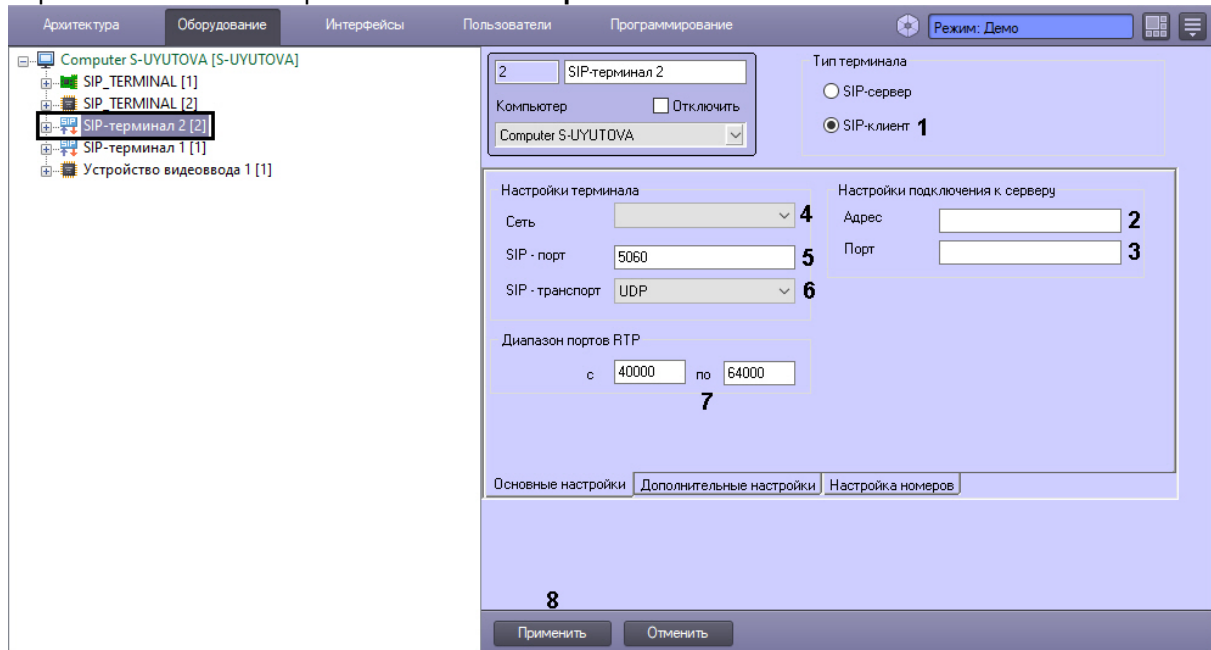 Архитектура Оборудование Интерфейсы Пользователи Программирование Режим: Демо
Computer S-UYUTOVA [S-UYUTOVA]
SIP_TERMINAL [1]
SIP_TERMINAL [2]
SIP-терминал 2 [2]
SIP-терминал 1 [1]
Устройство видеоввода 1 [1]
2 SIP-терминал 2
Компьютер Отключить
Computer S-UYUTOVA
Тип терминала
SIP-сервер
SIP-клиент 1
Настройки терминала
Сеть 4
SIP - порт 5060 5
SIP - транспорт UDP 6
Настройки подключения к серверу
Адрес 2
Порт 3
Диапазон портов RTP
с 40000 по 64000
7
Основные настройки Дополнительные настройки Настройка номеров
8
Применить Отменить